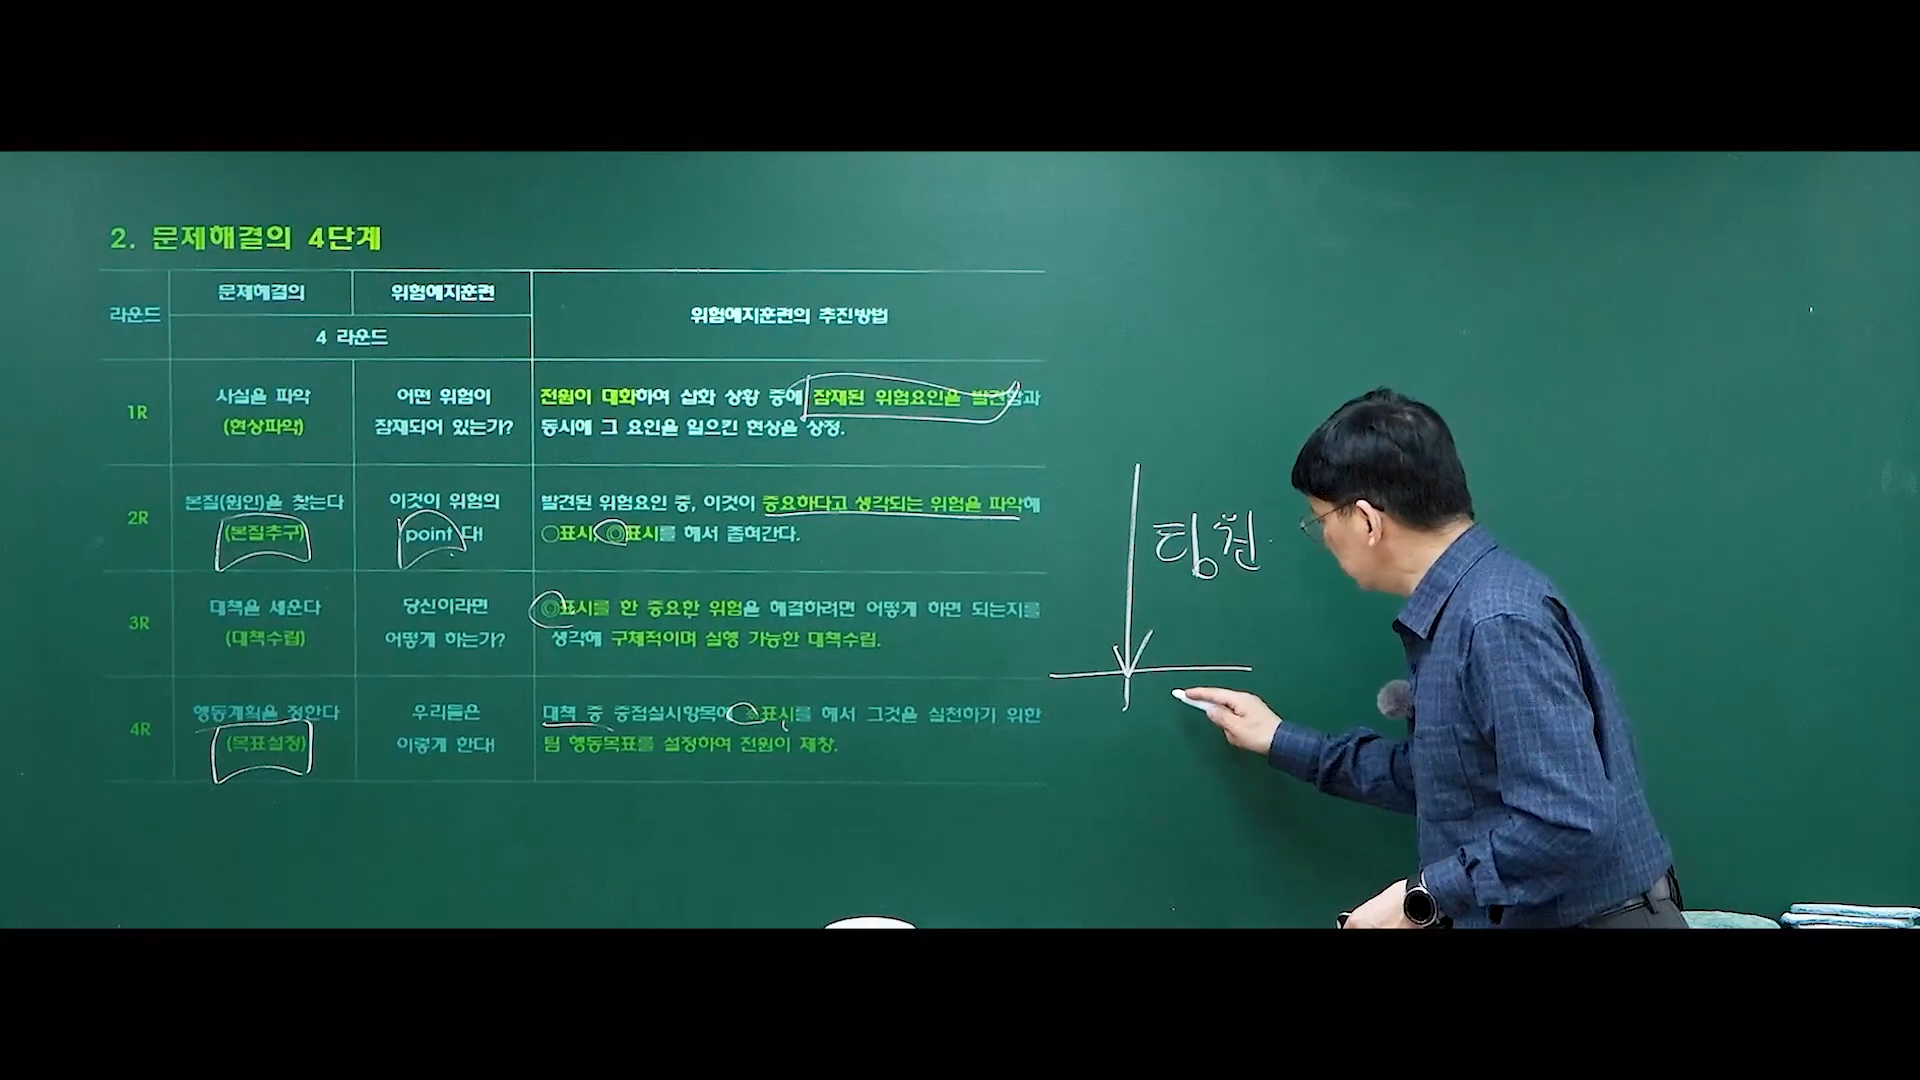 2. 문제해결의 4단계
라운드
문제해결의
위험예지훈련
4 라운드
위험예지훈련의 추진방법
1R
사실을 파악
(현상파악)
어떤 위험이
잠재되어 있는가?
전원이 대화하여 삽화 상황 중에 잠재된 위험요인을 발견함과
동시에 그 요인을 일으킨 현상을 상정.
2R
본질(원인)을 찾는다
(본질추구)
이것이 위험의
point다!
발견된 위험요인 중, 이것이 중요하다고 생각되는 위험을 파악해
○표시, ◎표시를 해서 좁혀간다.
3R
대책을 세운다
(대책수립)
당신이라면
어떻게 하는가?
◎표시를 한 중요한 위험을 해결하려면 어떻게 하면 되는지를
생각해 구체적이며 실행 가능한 대책수립.
4R
행동계획을 정한다
(목표설정)
우리들은
이렇게 한다!
대책 중 중점실시항목에 ※표시를 해서 그것을 실천하기 위한
팀 행동목표를 설정하여 전원이 제창.